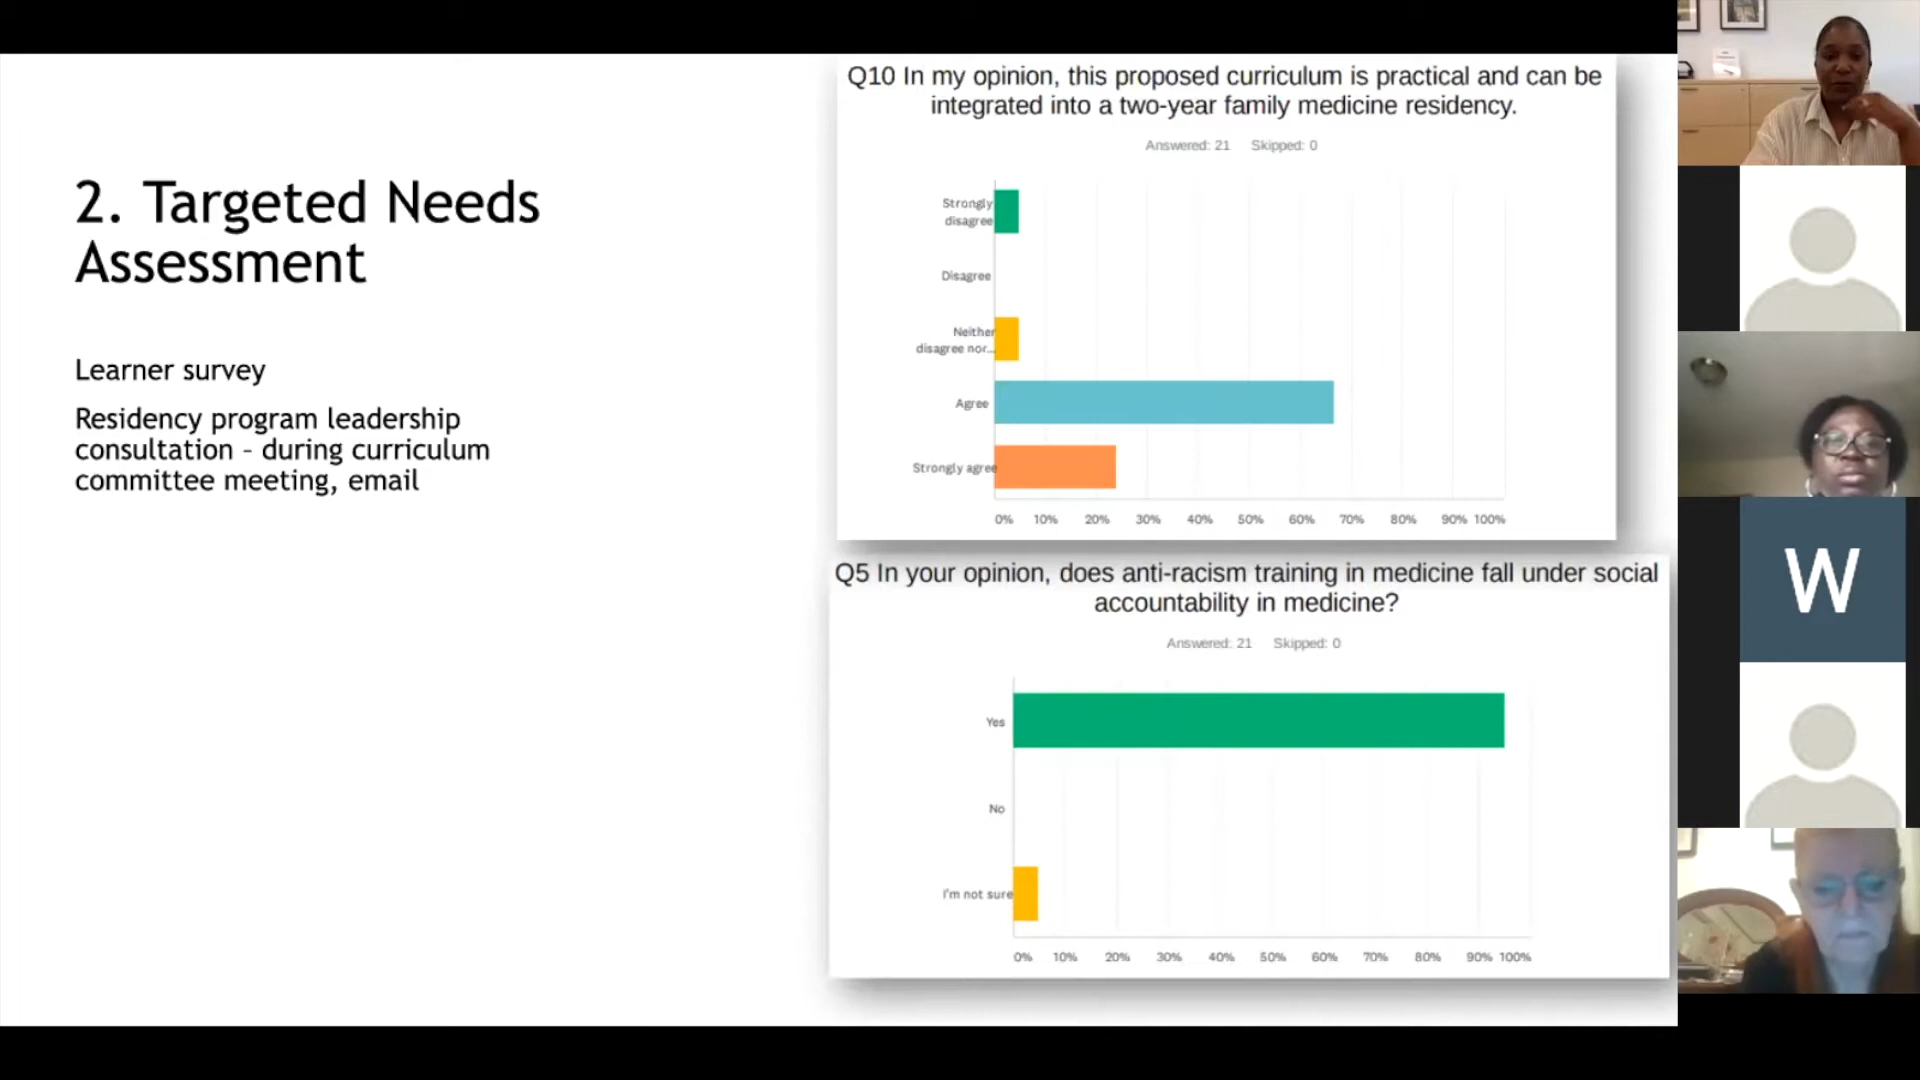 2. Targeted Needs
Assessment
Learner survey
Residency program leadership
consultation – during curriculum
committee meeting, email
Q10 In my opinion, this proposed curriculum is practical and can be
integrated into a two-year family medicine residency.
Answered: 21 Skipped: 0
Strongly
disagree
Disagree
Neither
disagree nor...
Agree
Strongly agree
0% 10% 20% 30% 40% 50% 60% 70% 80% 90% 100%
Q5 In your opinion, does anti-racism training in medicine fall under social
accountability in medicine?
Answered: 21 Skipped: 0
Yes
No
I'm not sure
0% 10% 20% 30% 40% 50% 60% 70% 80% 90% 100%
W